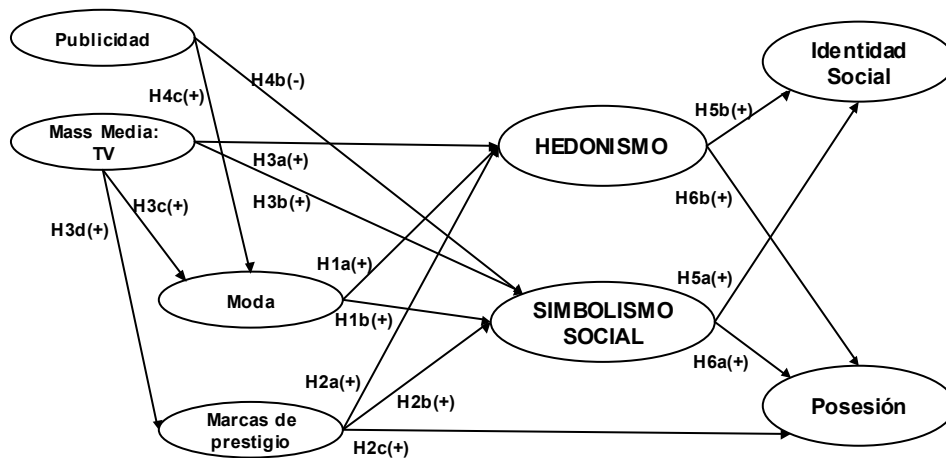 Publicidad
Identidad
Social
H4b(-)
H4c(+)
H5b(+)
Mass Media:
TV
HEDONISMO
H3a(+)
H3b(+)
H6b(+)
H3c(+)
H3d(+)
H1a(+)
H5a(+)
Moda
SIMBOLISMO
SOCIAL
H1b(+)
H6a(+)
H2a(+)
H2b(+)
Marcas de
prestigio
Posesión
H2c(+)